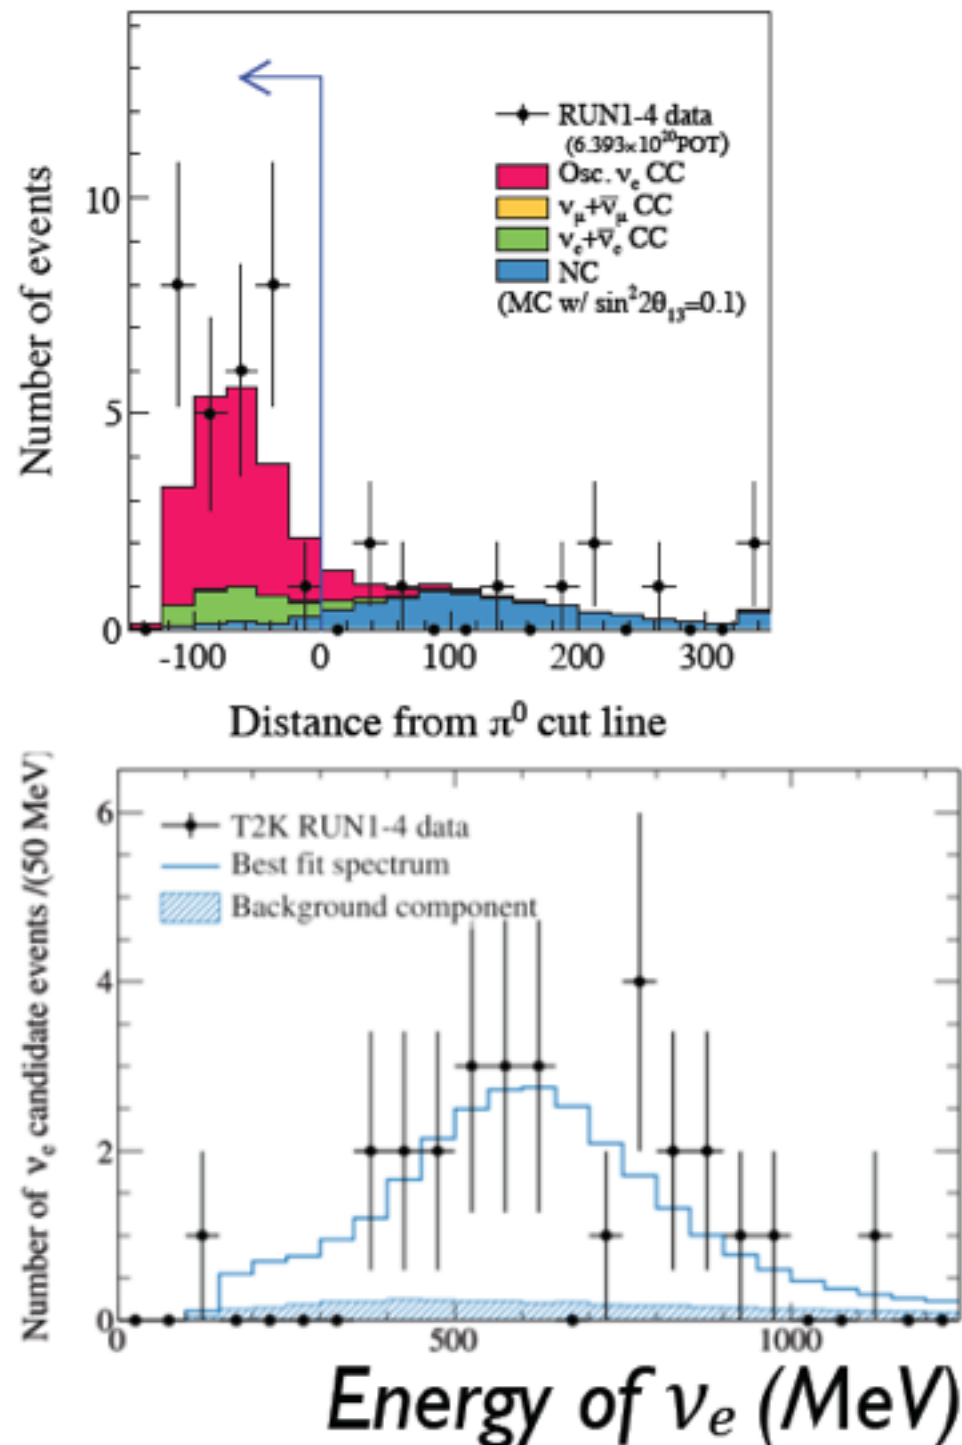 Number of events
10
5
0
RUN1-4 data
(6.393×10²⁰POT)
Osc. νₑ CC
ν_μ+ν̅_μ CC
νₑ+ν̅ₑ CC
NC
(MC w/ sin²2θ₁₃=0.1)
-100 0 100 200 300
Distance from π⁰ cut line
Number of νₑ candidate events /(50 MeV)
6
4
2
0
T2K RUN1-4 data
Best fit spectrum
Background component
0 500 1000
Energy of νₑ (MeV)